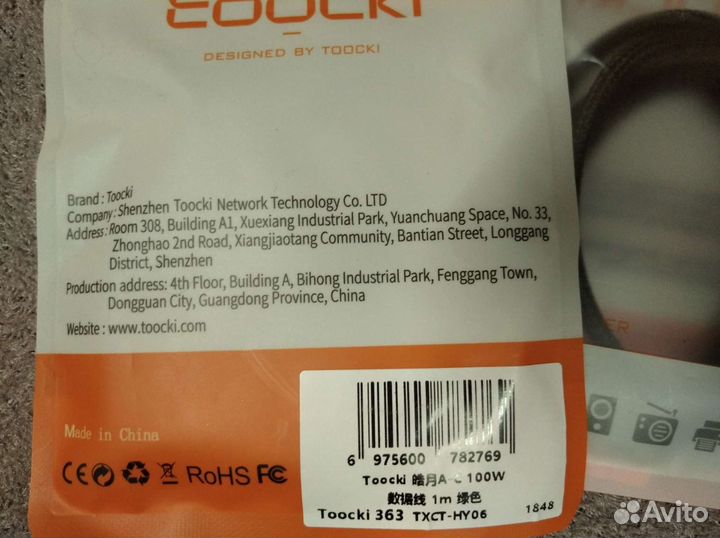 Toocki
DESIGNED BY TOOCKI
Brand : Toocki
Company : Shenzhen Toocki Network Technology Co. LTD
Address : Room 308, Building A1, Xuexiang Industrial Park, Yuanchuang Space, No. 33,
Zhonghao 2nd Road, Xiangjiaotang Community, Bantian Street, Longgang
District, Shenzhen
Production address: 4th Floor, Building A, Bihong Industrial Park, Fenggang Town,
Dongguan City, Guangdong Province, China
Website : www.toocki.com
Made in China
CE RoHS FC
6 975600 782769
Toocki 皓月A-C 100W
数据线 1m 绿色
Toocki 363 TXCT-HY06
1848
Avito